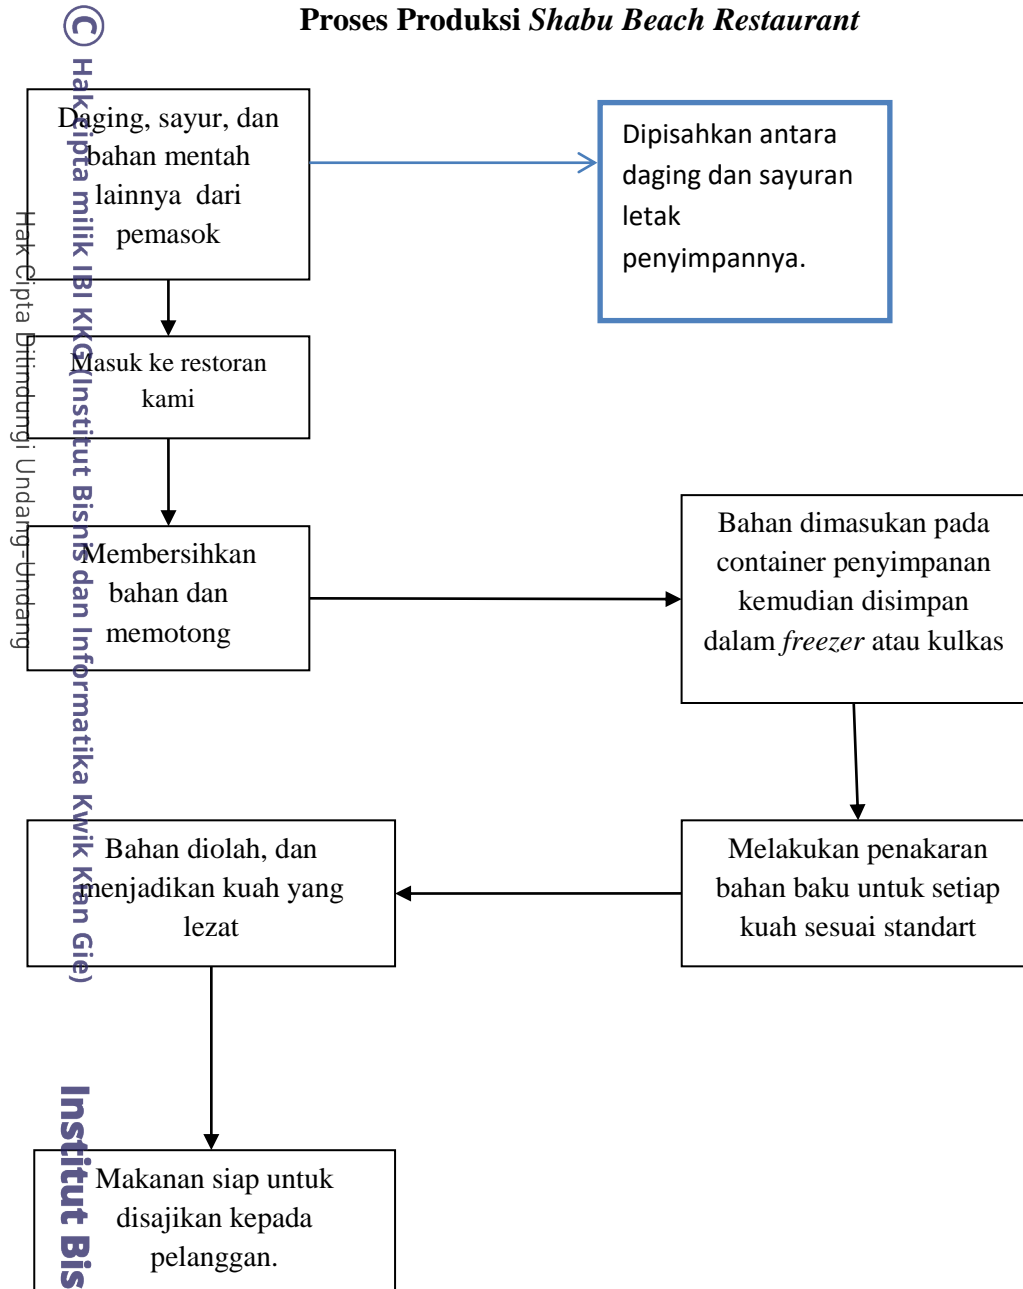 Proses Produksi Shabu Beach Restaurant
Daging, sayur, dan
bahan mentah
lainnya dari
pemasok
Dipisahkan antara
daging dan sayuran
letak
penyimpannya.
Masuk ke restoran
kami
Membersihkan
bahan dan
memotong
Bahan dimasukan pada
container penyimpanan
kemudian disimpan
dalam freezer atau kulkas
Melakukan penakaran
bahan baku untuk setiap
kuah sesuai standart
Bahan diolah, dan
menjadikan kuah yang
lezat
Makanan siap untuk
disajikan kepada
pelanggan.
© Hak cipta milik IBI KKG (Institut Bisnis dan Informatika Kwik Kian Gie)
Hak Cipta Dilindungi Undang-Undang
Institut Bis